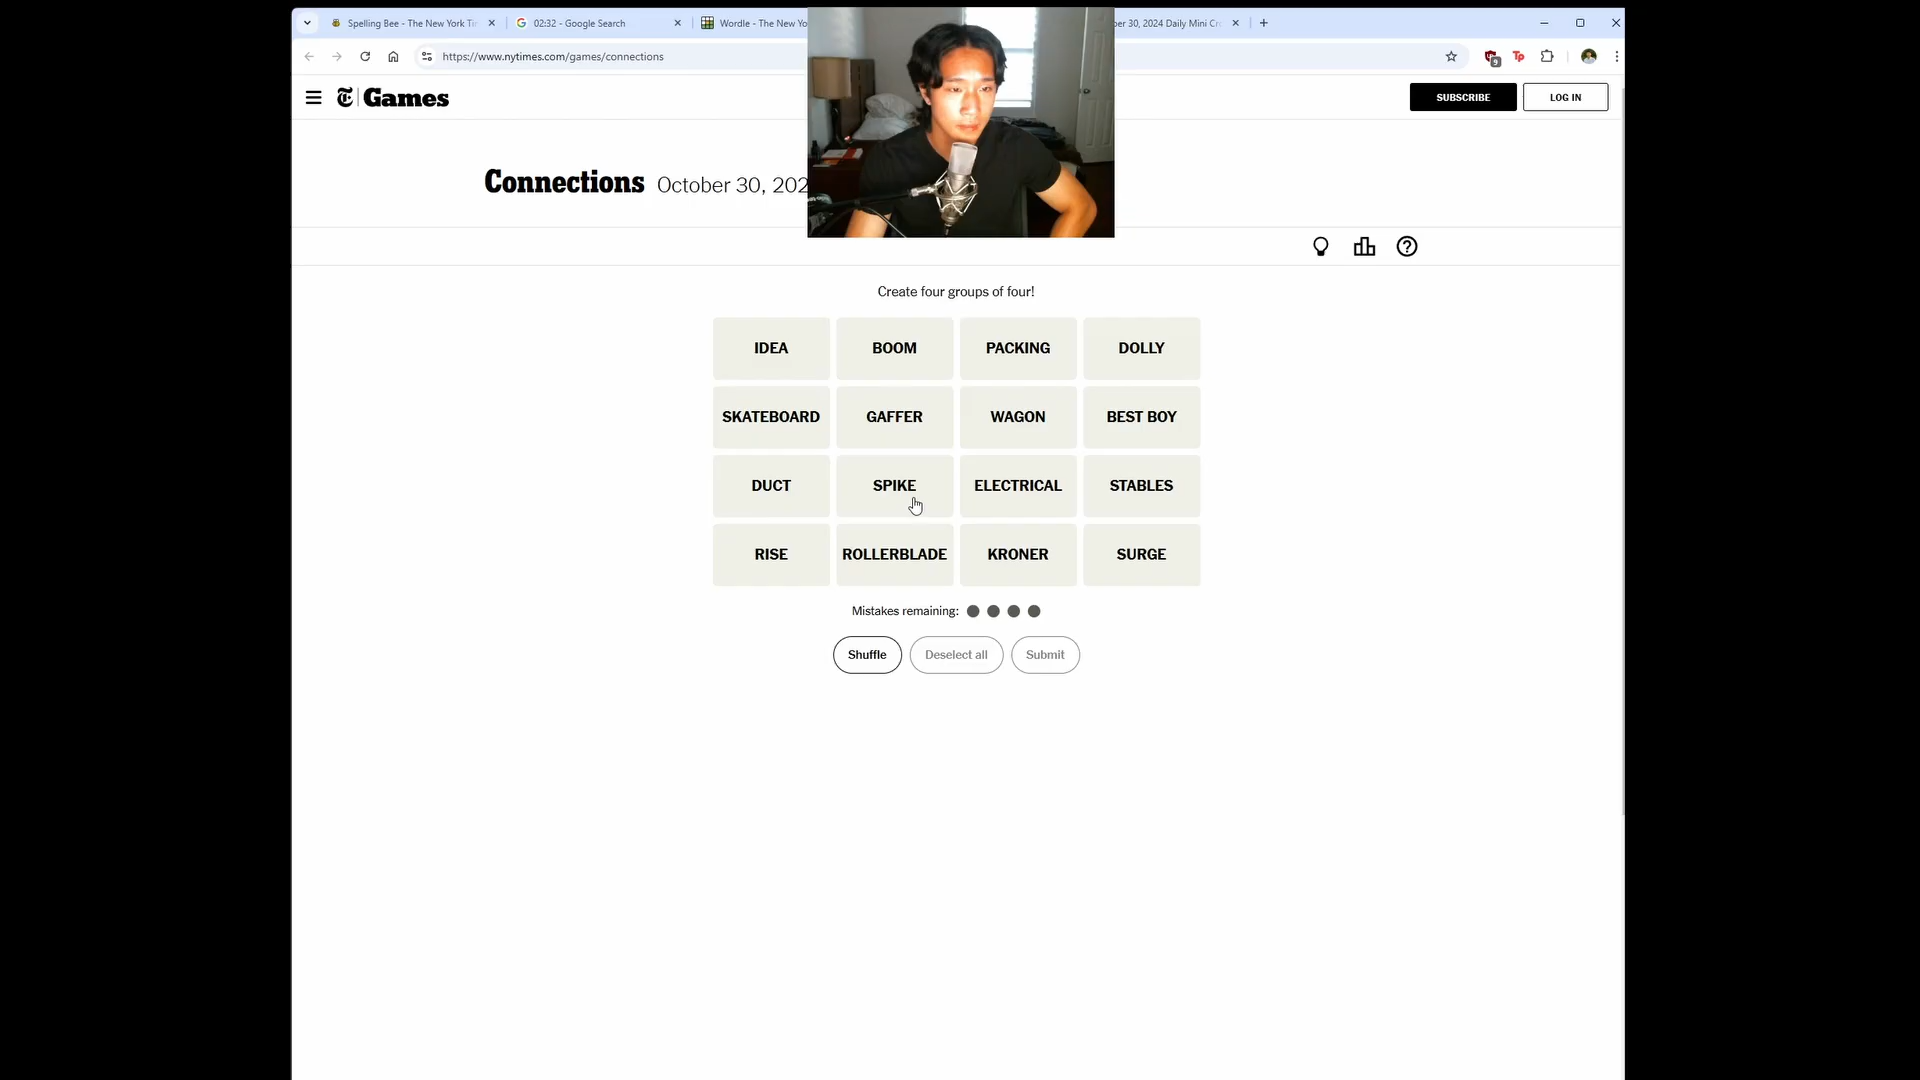 Spelling Bee - The New York Ti
02:32 - Google Search
Wordle - The New Yo
er 30, 2024 Daily Mini Cr
https://www.nytimes.com/games/connections
9
Tp
Games
SUBSCRIBE
LOG IN
Connections October 30, 202
Create four groups of four!
IDEA BOOM PACKING DOLLY
SKATEBOARD GAFFER WAGON BEST BOY
DUCT SPIKE ELECTRICAL STABLES
RISE ROLLERBLADE KRONER SURGE
Mistakes remaining:
Shuffle Deselect all Submit